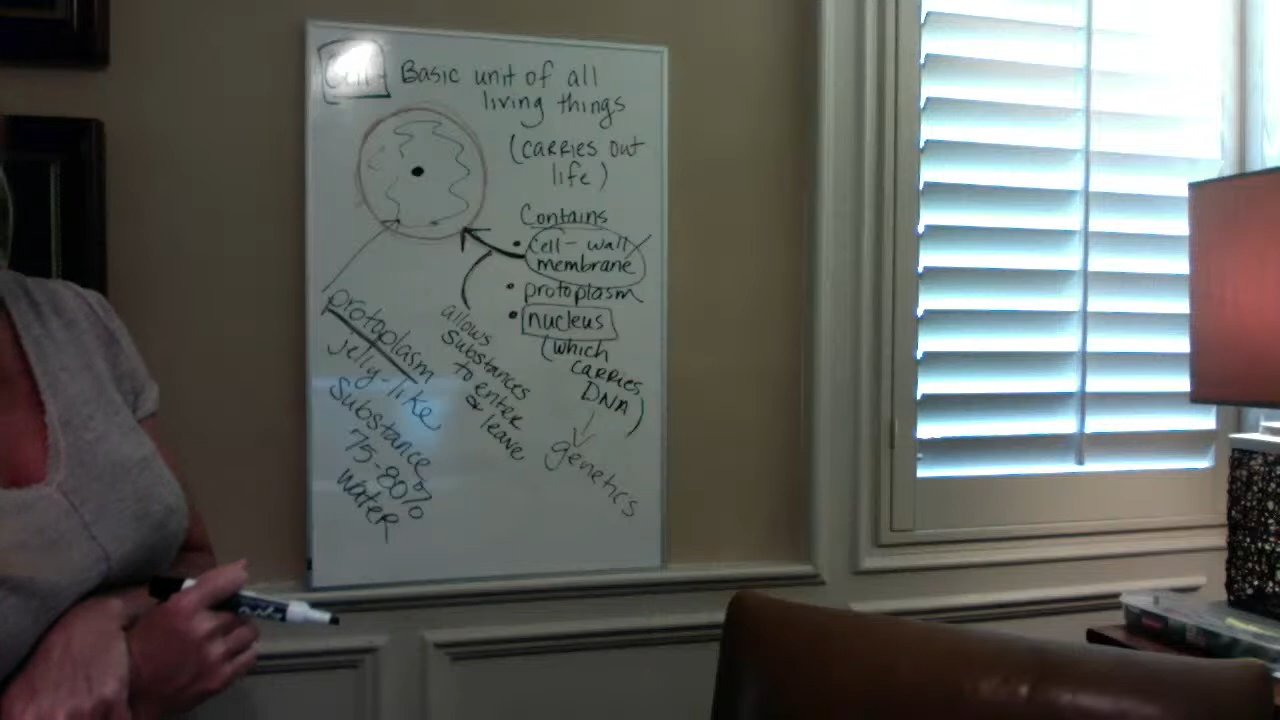 Cell - Basic unit of all
living things
(carries out
life)
Contains
• Cell - wall
membrane
• protoplasm
• nucleus
(which
carries
DNA)
genetics
allows
substances
to enter
& leave
protoplasm
jelly-like
substance
75-80%
water
EXPO